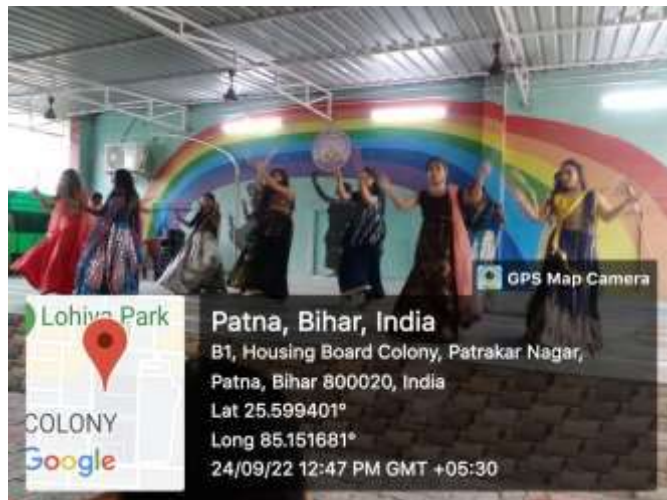 GPS Map Camera
Lohiya Park
COLONY
Google
Patna, Bihar, India
B1, Housing Board Colony, Patrakar Nagar,
Patna, Bihar 800020, India
Lat 25.599401°
Long 85.151681°
24/09/22 12:47 PM GMT +05:30